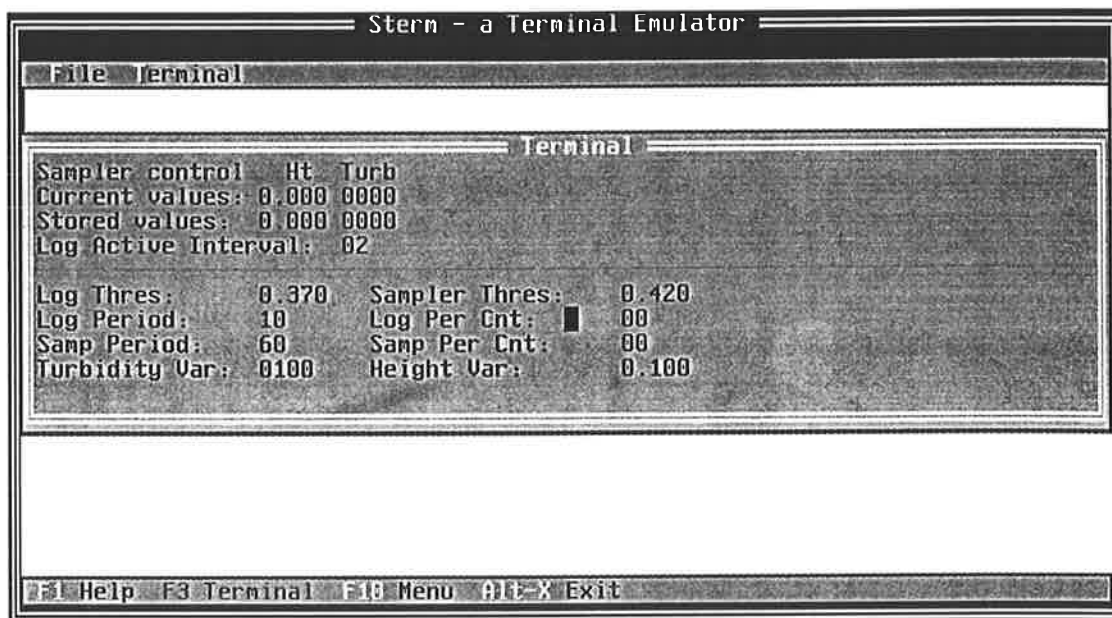 Sterm - a Terminal Emulator
File Terminal
Terminal
Sampler control Ht Turb
Current values: 0.000 0000
Stored values: 0.000 0000
Log Active Interval: 02
Log Thres: 0.370 Sampler Thres: 0.420
Log Period: 10 Log Per Cnt: 00
Samp Period: 60 Samp Per Cnt: 00
Turbidity Var: 0100 Height Var: 0.100
F1 Help F3 Terminal F10 Menu Alt-X Exit